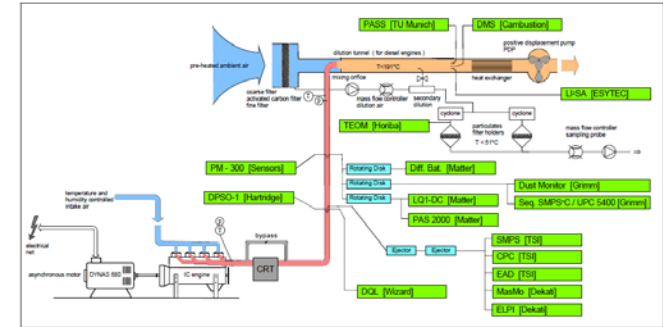 PASS [TU Munich]
DMS [Cambustion]
dilution tunnel ( for diesel engines)
positive displacement pump
PDP
pre-heated ambient air
T<191°C
mixing orifice
heat exchanger
coarse filter
activated carbon filter
fine filter
mass flow controller
dilution air
secondary
dilution
LI²SA [ESYTEC]
cyclone
cyclone
TEOM [Horiba]
particulates
filter holders
T < 51°C
mass flow controller
sampling probe
PM - 300 [Sensors]
Rotating Disk
Diff. Bat. [Matter]
Rotating Disk
Dust Monitor [Grimm]
DPSO-1 [Hartridge]
Rotating Disk
LQ1-DC [Matter]
Seq. SMPS+C / UPC 5400 [Grimm]
PAS 2000 [Matter]
temperature and
humidity controlled
intake air
electrical
net
bypass
Ejector
Ejector
SMPS [TSI]
CPC [TSI]
EAD [TSI]
MasMo [Dekati]
ELPI [Dekati]
asynchronous motor
DYNAS 680
IC engine
CRT
DQL [Wizard]